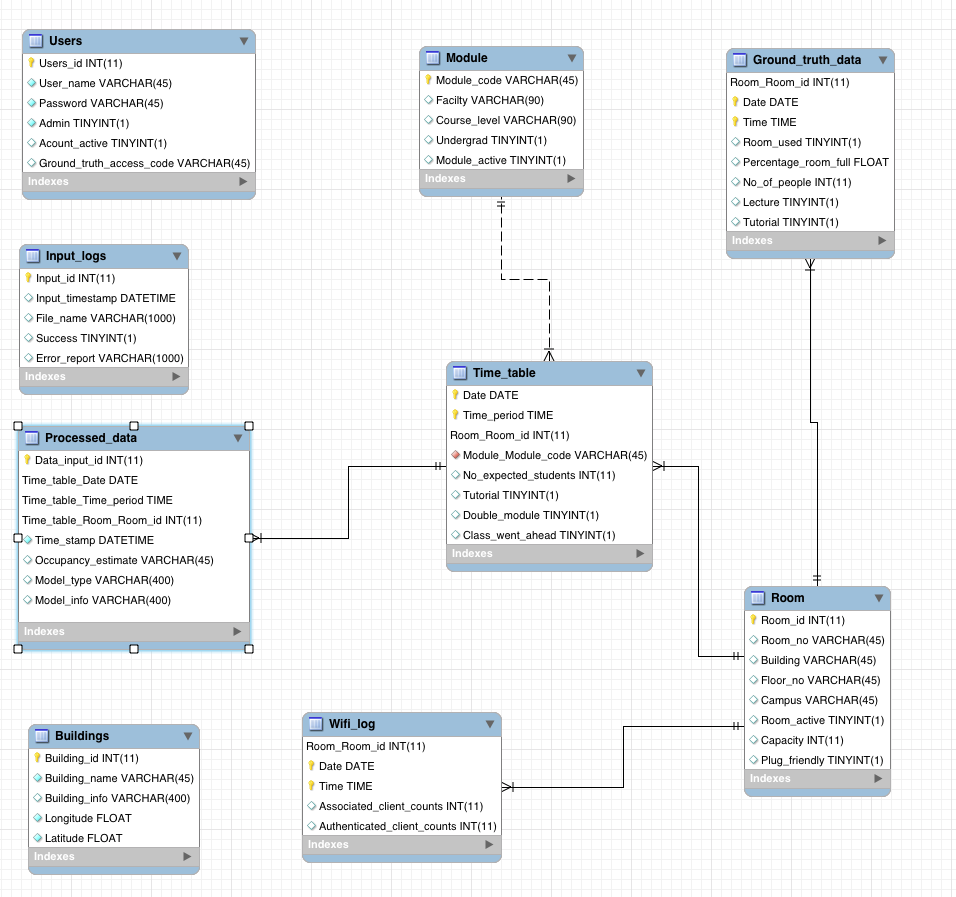 Users
Users_id INT(11)
User_name VARCHAR(45)
Password VARCHAR(45)
Admin TINYINT(1)
Acount_active TINYINT(1)
Ground_truth_access_code VARCHAR(45)
Indexes
Module
Module_code VARCHAR(45)
Facilty VARCHAR(90)
Course_level VARCHAR(90)
Undergrad TINYINT(1)
Module_active TINYINT(1)
Indexes
Ground_truth_data
Room_Room_id INT(11)
Date DATE
Time TIME
Room_used TINYINT(1)
Percentage_room_full FLOAT
No_of_people INT(11)
Lecture TINYINT(1)
Tutorial TINYINT(1)
Indexes
Input_logs
Input_id INT(11)
Input_timestamp DATETIME
File_name VARCHAR(1000)
Success TINYINT(1)
Error_report VARCHAR(1000)
Indexes
Time_table
Date DATE
Time_period TIME
Room_Room_id INT(11)
Module_Module_code VARCHAR(45)
No_expected_students INT(11)
Tutorial TINYINT(1)
Double_module TINYINT(1)
Class_went_ahead TINYINT(1)
Indexes
Processed_data
Data_input_id INT(11)
Time_table_Date DATE
Time_table_Time_period TIME
Time_table_Room_Room_id INT(11)
Time_stamp DATETIME
Occupancy_estimate VARCHAR(45)
Model_type VARCHAR(400)
Model_info VARCHAR(400)
Indexes
Room
Room_id INT(11)
Room_no VARCHAR(45)
Building VARCHAR(45)
Floor_no VARCHAR(45)
Campus VARCHAR(45)
Room_active TINYINT(1)
Capacity INT(11)
Plug_friendly TINYINT(1)
Indexes
Buildings
Building_id INT(11)
Building_name VARCHAR(45)
Building_info VARCHAR(400)
Longitude FLOAT
Latitude FLOAT
Indexes
Wifi_log
Room_Room_id INT(11)
Date DATE
Time TIME
Associated_client_counts INT(11)
Authenticated_client_counts INT(11)
Indexes